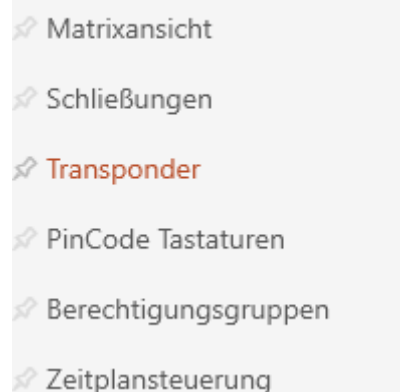 Matrixansicht
Schließungen
Transponder
PinCode Tastaturen
Berechtigungsgruppen
Zeitplansteuerung